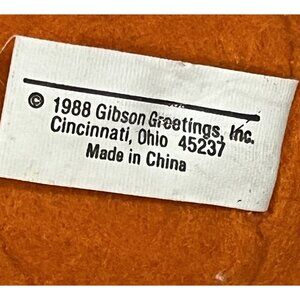 © 1988 Gibson Greetings, Inc.
Cincinnati, Ohio 45237
Made in China